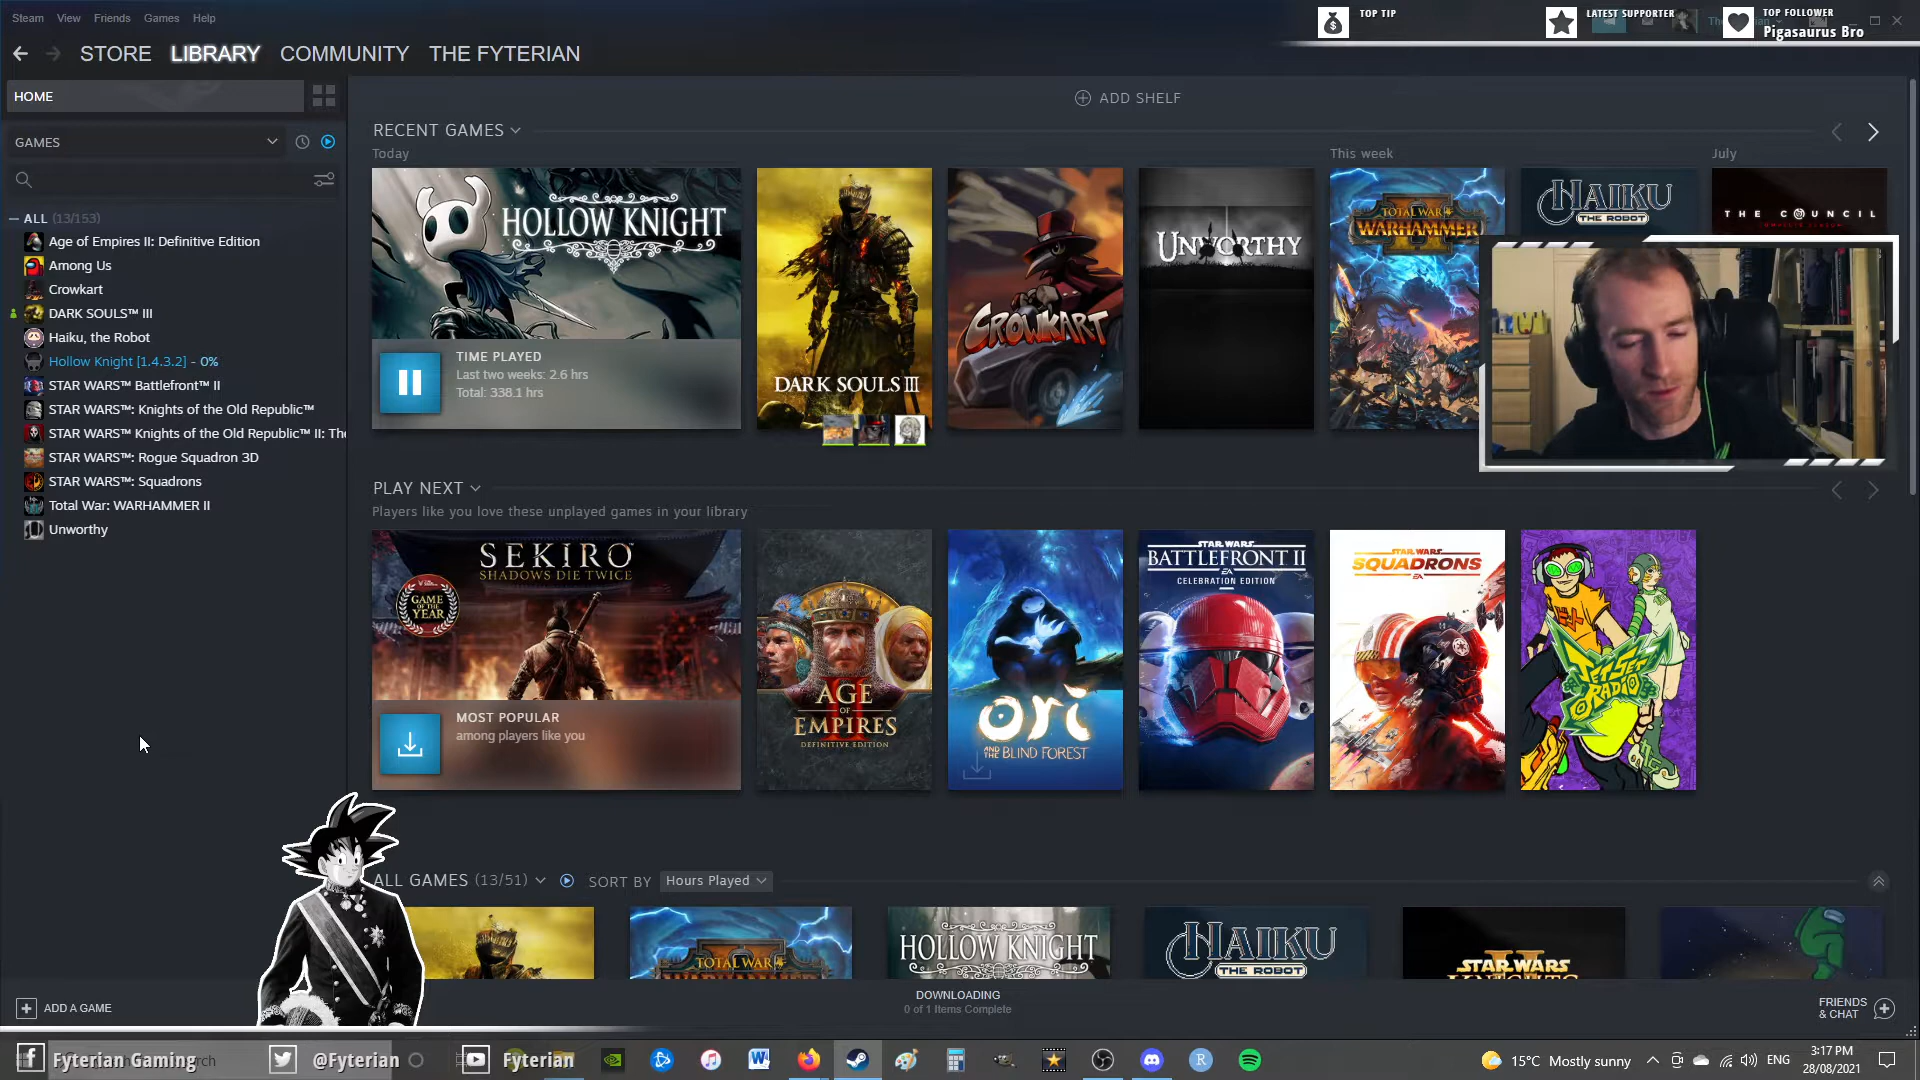 Steam View Friends Games Help
TOP TIP
LATEST SUPPORTER
TOP FOLLOWER
Pigasaurus Bro
STORE LIBRARY COMMUNITY THE FYTERIAN
HOME
ADD SHELF
GAMES
RECENT GAMES
Today
This week
July
ALL (13/153)
Age of Empires II: Definitive Edition
Among Us
Crowkart
DARK SOULS™ III
Haiku, the Robot
Hollow Knight [1.4.3.2] - 0%
STAR WARS™ Battlefront™ II
STAR WARS™: Knights of the Old Republic™
STAR WARS™ Knights of the Old Republic™ II: The
STAR WARS™: Rogue Squadron 3D
STAR WARS™: Squadrons
Total War: WARHAMMER II
Unworthy
HOLLOW KNIGHT
TIME PLAYED
Last two weeks: 2.6 hrs
Total: 338.1 hrs
DARK SOULS III
CROWKART
UNWORTHY
TOTAL WAR
WARHAMMER
HAIKU
THE ROBOT
THE COUNCIL
PLAY NEXT
Players like you love these unplayed games in your library
SEKIRO
SHADOWS DIE TWICE
GAME
OF THE
YEAR
MOST POPULAR
among players like you
AGE
OF
EMPIRES
II
DEFINITIVE EDITION
ori
AND THE BLIND FOREST
STAR WARS
BATTLEFRONT II
CELEBRATION EDITION
STAR WARS
SQUADRONS
EA
JET SET
RADIO
ALL GAMES (13/51)
SORT BY Hours Played
TOTAL WAR
WARHAMMER
HOLLOW KNIGHT
HAIKU
THE ROBOT
II
STAR WARS
KNIGHTS
ADD A GAME
DOWNLOADING
0 of 1 Items Complete
FRIENDS
& CHAT
Fyterian Gaming
@Fyterian
Fyterian
15°C Mostly sunny
ENG
3:17 PM
28/08/2021